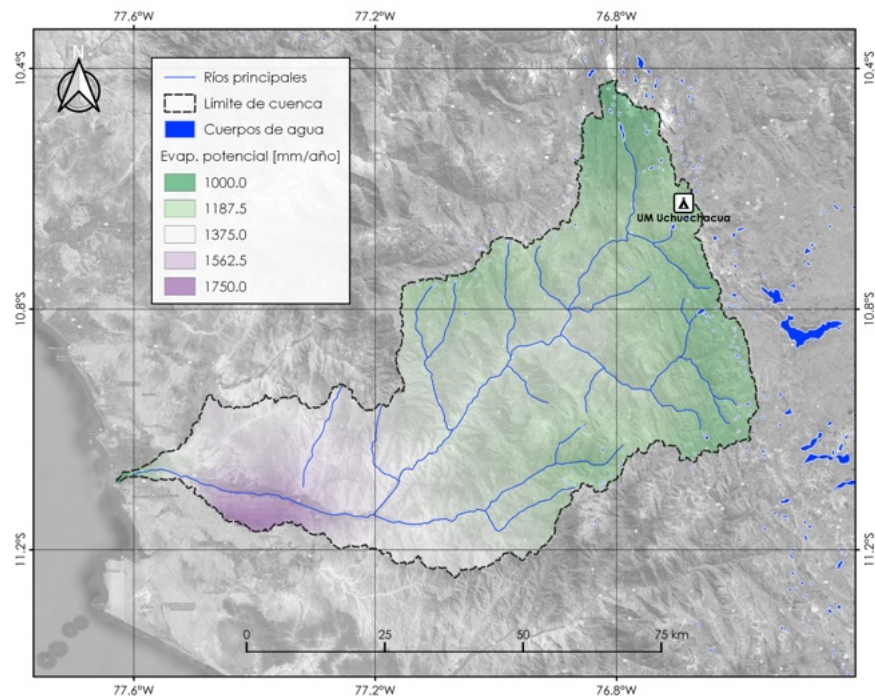 77.6°W 77.2°W 76.8°W
10.4°S
10.8°S
11.2°S
N
Ríos principales
Límite de cuenca
Cuerpos de agua
Evap. potencial [mm/año]
1000.0
1187.5
1375.0
1562.5
1750.0
UM Uchucchacua
10.4°S
10.8°S
11.2°S
0 25 50 75 km
77.6°W 77.2°W 76.8°W